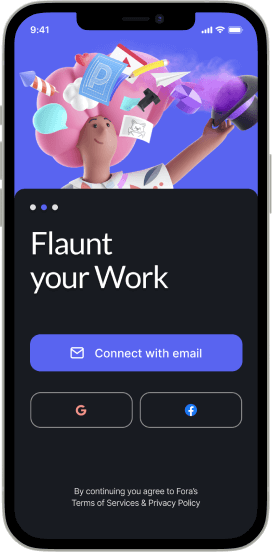 9:41
Flaunt
your Work
Connect with email
G
By continuing you agree to Fora's
Terms of Services & Privacy Policy